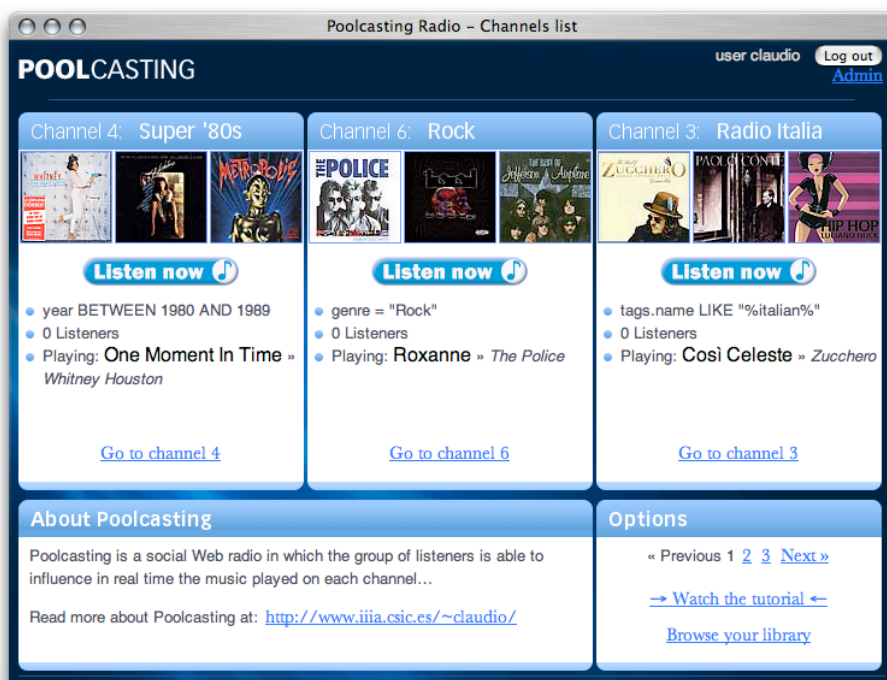 Poolcasting Radio – Channels list
POOLCASTING
user claudio Log out
Admin
Channel 4: Super '80s
WHITNEY
METROPOLIS
Listen now
year BETWEEN 1980 AND 1989
0 Listeners
Playing: One Moment In Time »
Whitney Houston
Go to channel 4
Channel 6: Rock
THE POLICE
THE BEST OF
Jefferson Airplane
Listen now
genre = "Rock"
0 Listeners
Playing: Roxanne » The Police
Go to channel 6
Channel 3: Radio Italia
ZUCCHERO
PAOLO CONTE
HIP HOP
Listen now
tags.name LIKE "%italian%"
0 Listeners
Playing: Così Celeste » Zucchero
Go to channel 3
About Poolcasting
Poolcasting is a social Web radio in which the group of listeners is able to
influence in real time the music played on each channel...
Read more about Poolcasting at: http://www.iiia.csic.es/~claudio/
Options
« Previous 1 2 3 Next »
→ Watch the tutorial ←
Browse your library